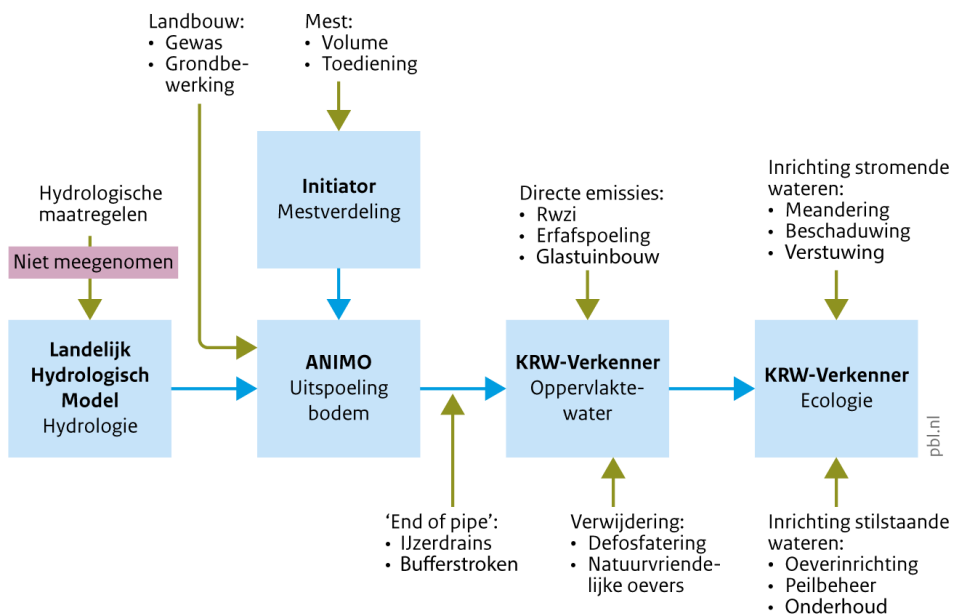 Landbouw:
• Gewas
• Grondbe-
werking
Mest:
• Volume
• Toediening
Initiator
Mestverdeling
Hydrologische
maatregelen
Niet meegenomen
Directe emissies:
• Rwzi
• Erfafspoeling
• Glastuinbouw
Inrichting stromende
wateren:
• Meandering
• Beschaduwing
• Verstuwing
Landelijk
Hydrologisch
Model
Hydrologie
ANIMO
Uitspoeling
bodem
KRW-Verkenner
Oppervlakte-
water
KRW-Verkenner
Ecologie
pbl.nl
'End of pipe':
• IJzerdrains
• Bufferstroken
Verwijdering:
• Defosfatering
• Natuurvriende-
lijke oevers
Inrichting stilstaande
wateren:
• Oeverinrichting
• Peilbeheer
• Onderhoud